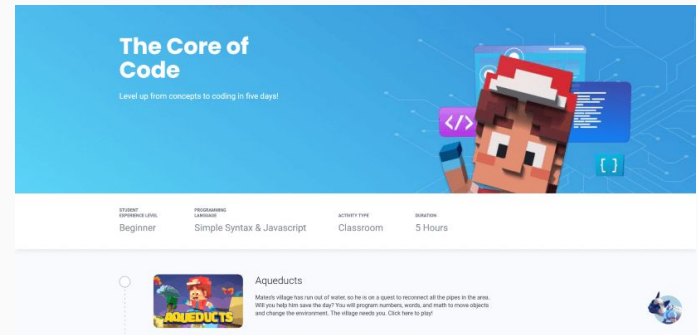 The Core of
Code
Level up from concepts to coding in five days!
</>
{ }
STUDENT
EXPERIENCE LEVEL
Beginner
PROGRAMMING
LANGUAGE
Simple Syntax & Javascript
ACTIVITY TYPE
Classroom
DURATION
5 Hours
AQUEDUCTS
Aqueducts
Mateo's village has run out of water, so he is on a quest to reconnect all the pipes in the area.
Will you help him save the day? You will program numbers, words, and math to move objects
and change the environment. The village needs you. Click here to play!